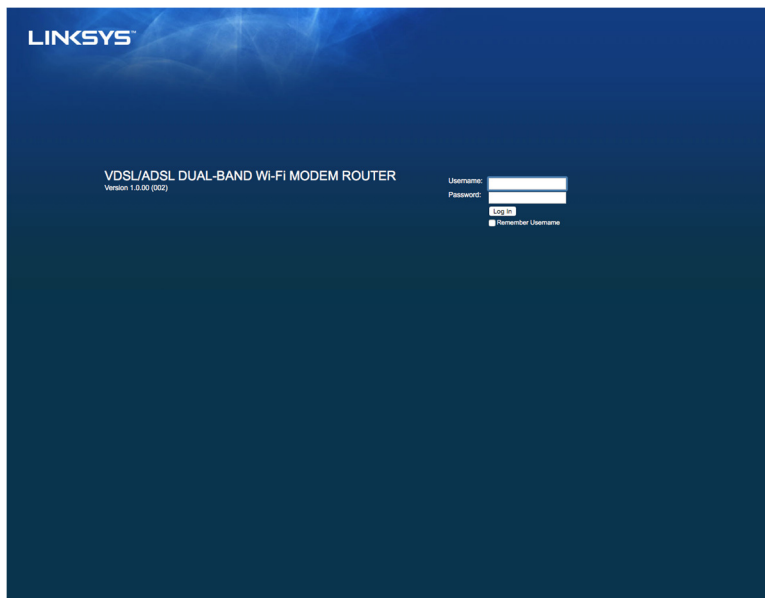 LINKSYS™
VDSL/ADSL DUAL-BAND Wi-Fi MODEM ROUTER
Version 1.0.00 (002)
Username:
Password:
Log In
Remember Username